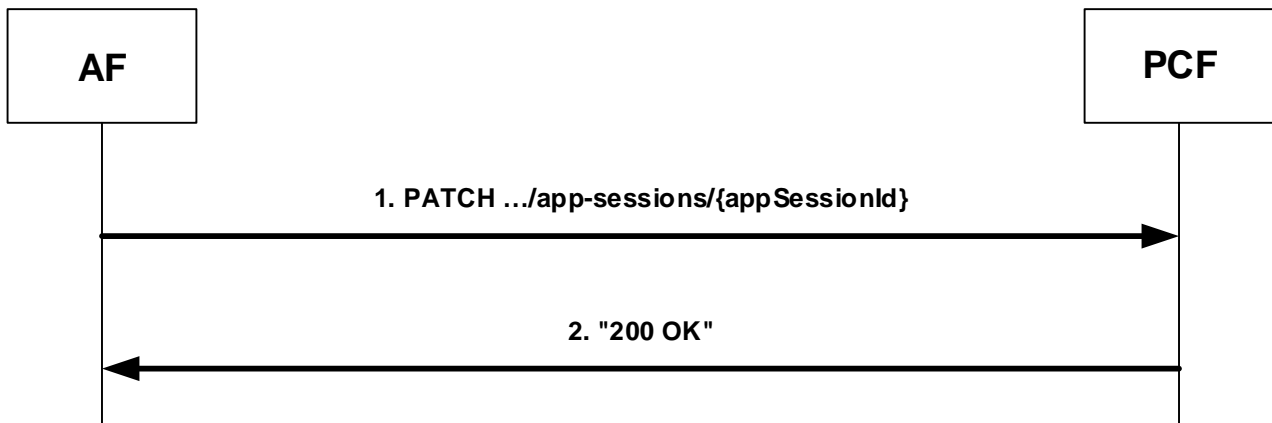 AF
PCF
1. PATCH …/app-sessions/{appSessionId}
2. "200 OK"